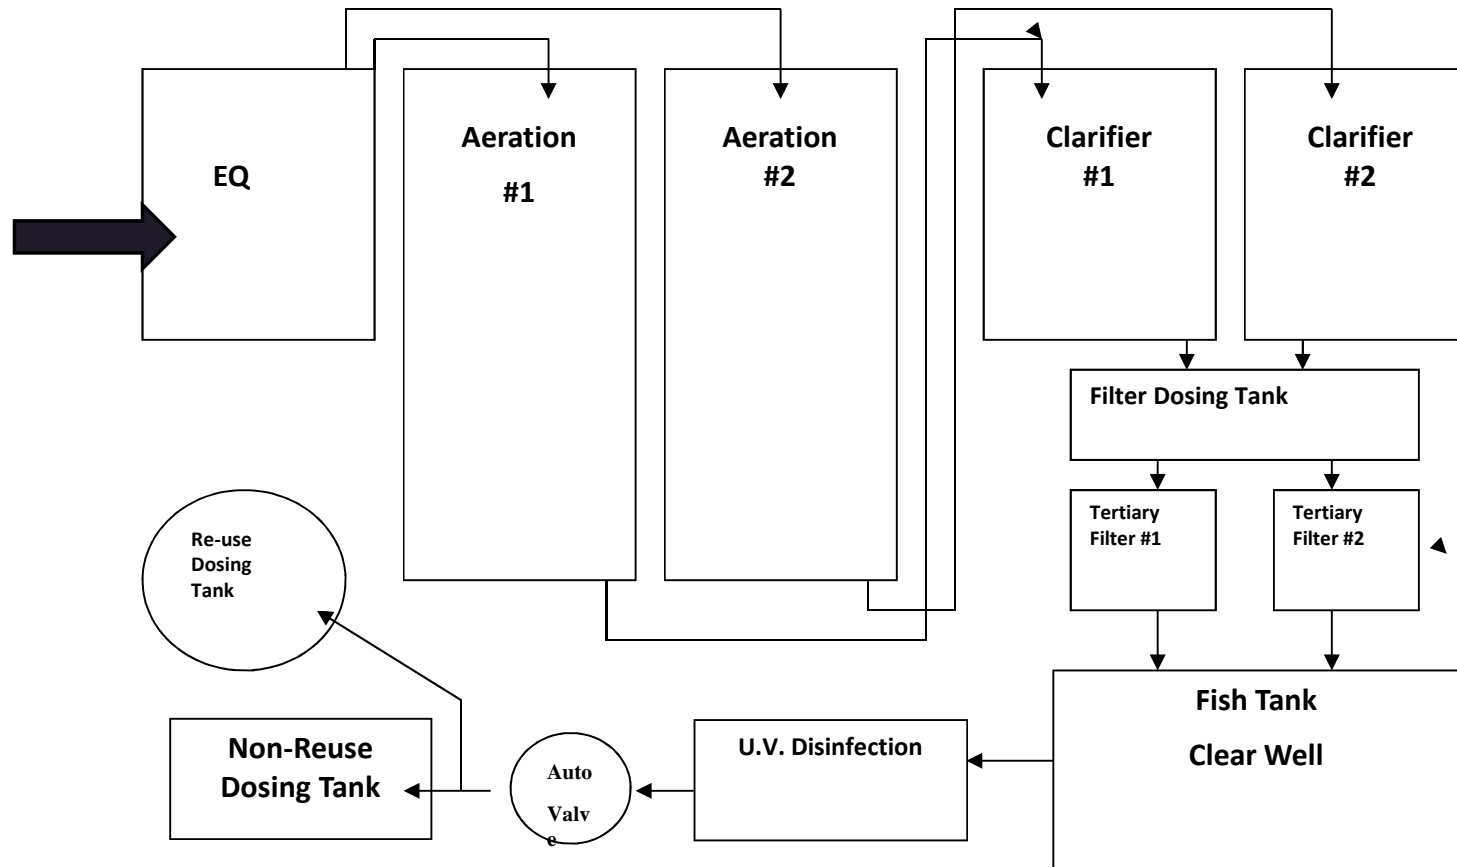 EQ
Aeration
#1
Aeration
#2
Clarifier
#1
Clarifier
#2
Filter Dosing Tank
Tertiary
Filter #1
Tertiary
Filter #2
Re-use
Dosing
Tank
Fish Tank
Clear Well
U.V. Disinfection
Auto
Valv
e
Non-Reuse
Dosing Tank